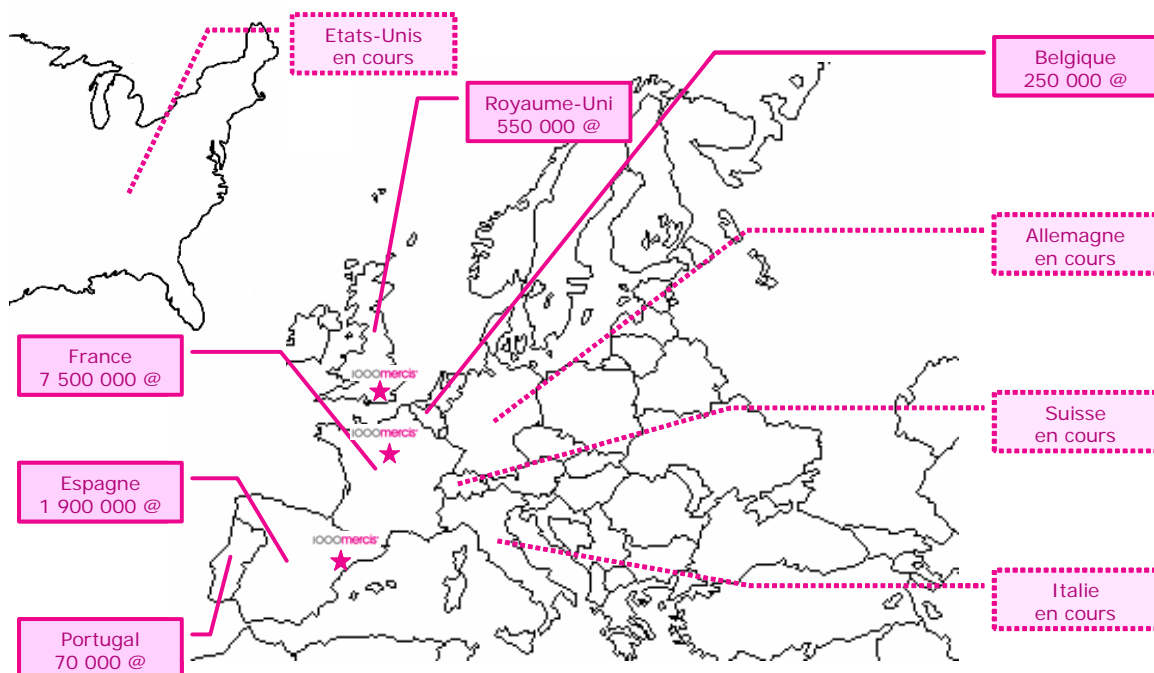 Etats-Unis
en cours
Belgique
250 000 @
Royaume-Uni
550 000 @
Allemagne
en cours
France
7 500 000 @
1000mercis
1000mercis
Suisse
en cours
Espagne
1 900 000 @
1000mercis
Italie
en cours
Portugal
70 000 @